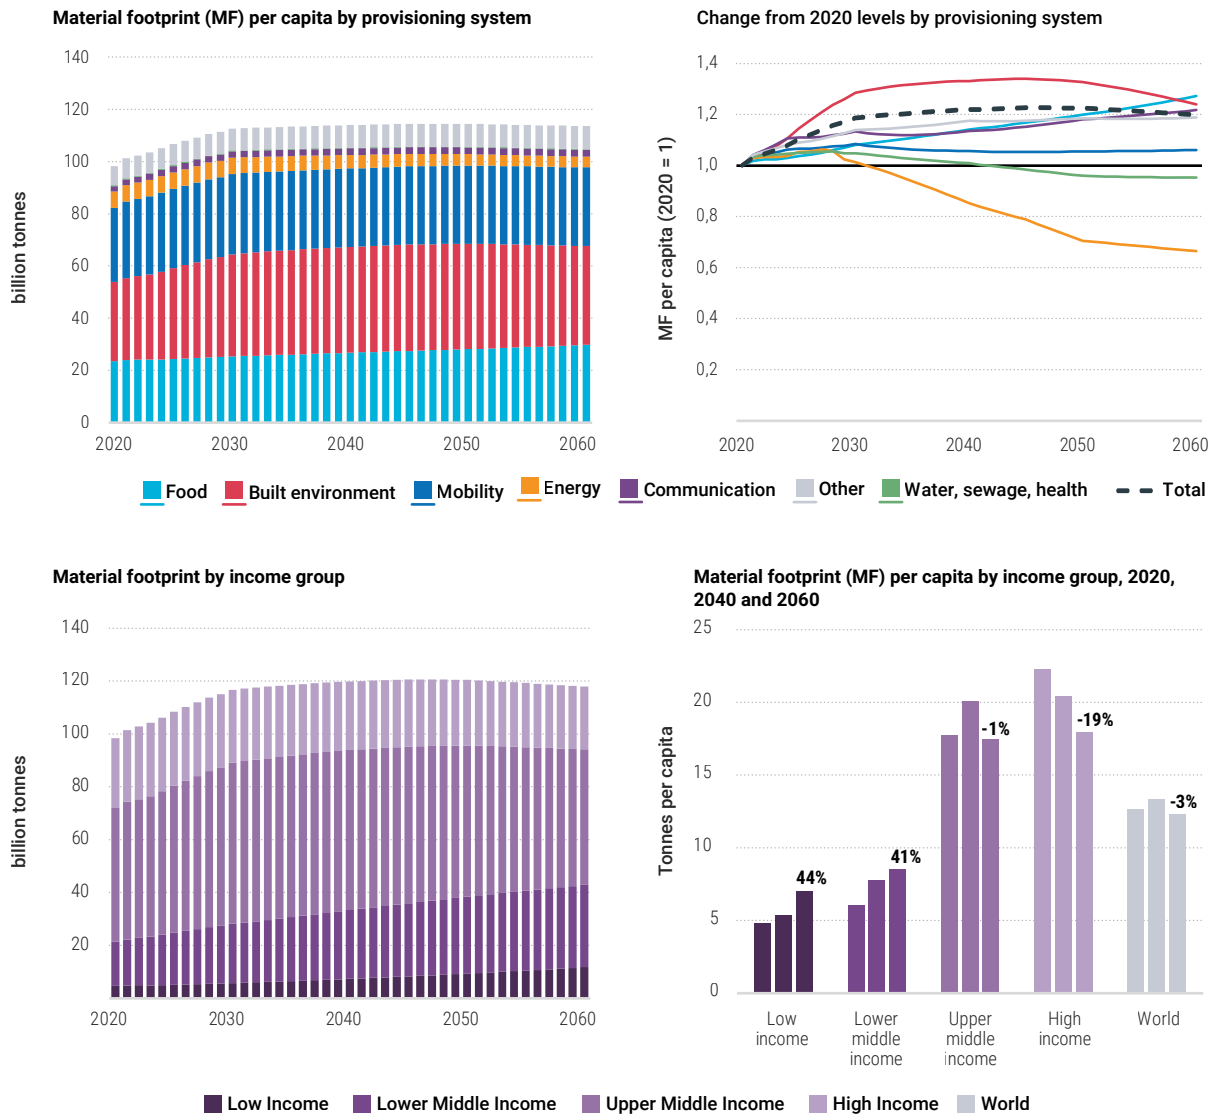 Material footprint (MF) per capita by provisioning system
140
120
100
80
60
40
20
0
billion tonnes
2020
2030
2040
2050
2060
Change from 2020 levels by provisioning system
1,4
1,2
1,0
0,8
0,6
0,4
0,2
MF per capita (2020 = 1)
2020
2030
2040
2050
2060
Food
Built environment
Mobility
Energy
Communication
Other
Water, sewage, health
Total
Material footprint by income group
140
120
100
80
60
40
20
billion tonnes
2020
2030
2040
2050
2060
Material footprint (MF) per capita by income group, 2020,
2040 and 2060
25
20
15
10
5
0
Tonnes per capita
44%
41%
-1%
-19%
-3%
Low
income
Lower
middle
income
Upper
middle
income
High
income
World
Low Income
Lower Middle Income
Upper Middle Income
High Income
World